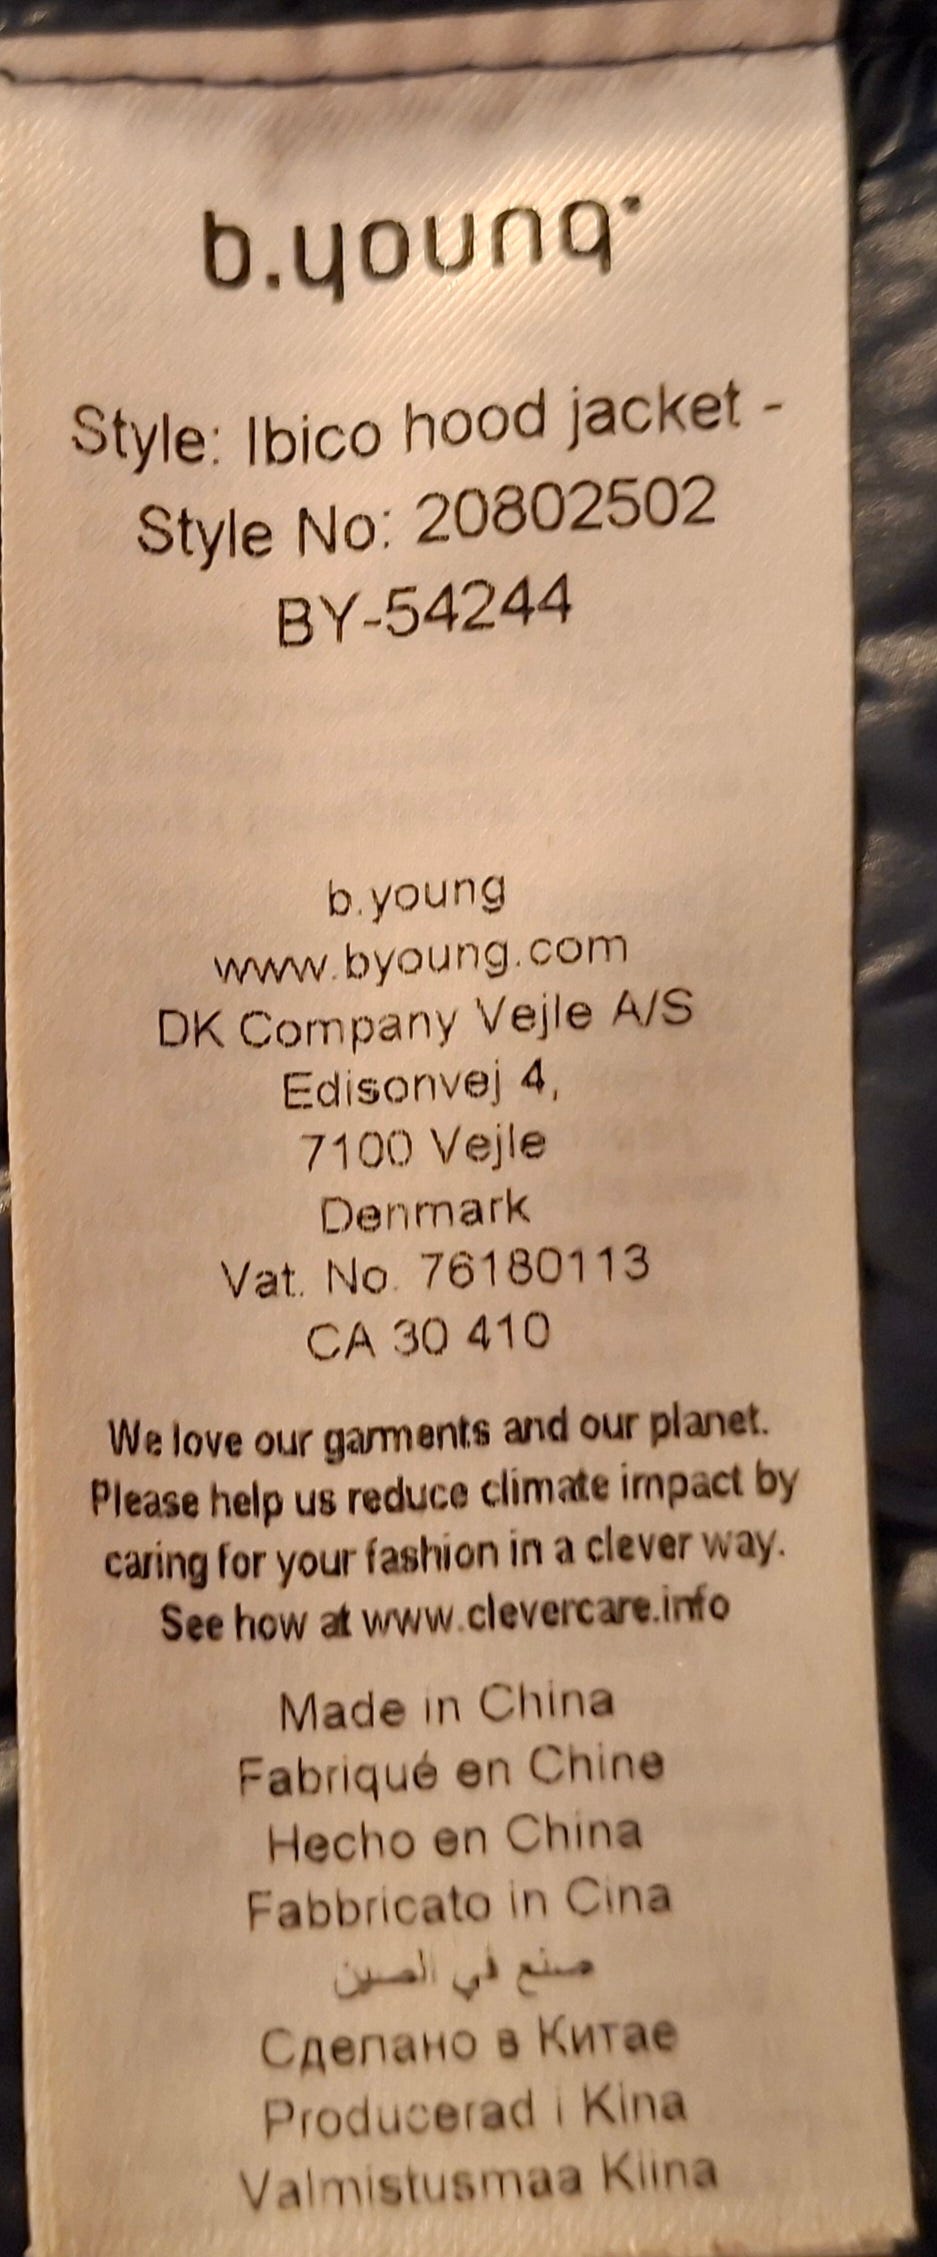 b.young
Style: Ibico hood jacket -
Style No: 20802502
BY-54244
b.young
www.byoung.com
DK Company Vejle A/S
Edisonvej 4,
7100 Vejle
Denmark
Vat. No. 76180113
CA 30 410
We love our garments and our planet.
Please help us reduce climate impact by
caring for your fashion in a clever way.
See how at www.clevercare.info
Made in China
Fabriqué en Chine
Hecho en China
Fabbricato in Cina
صنع في الصين
Сделано в Китае
Producerad i Kina
Valmistusmaa Kiina